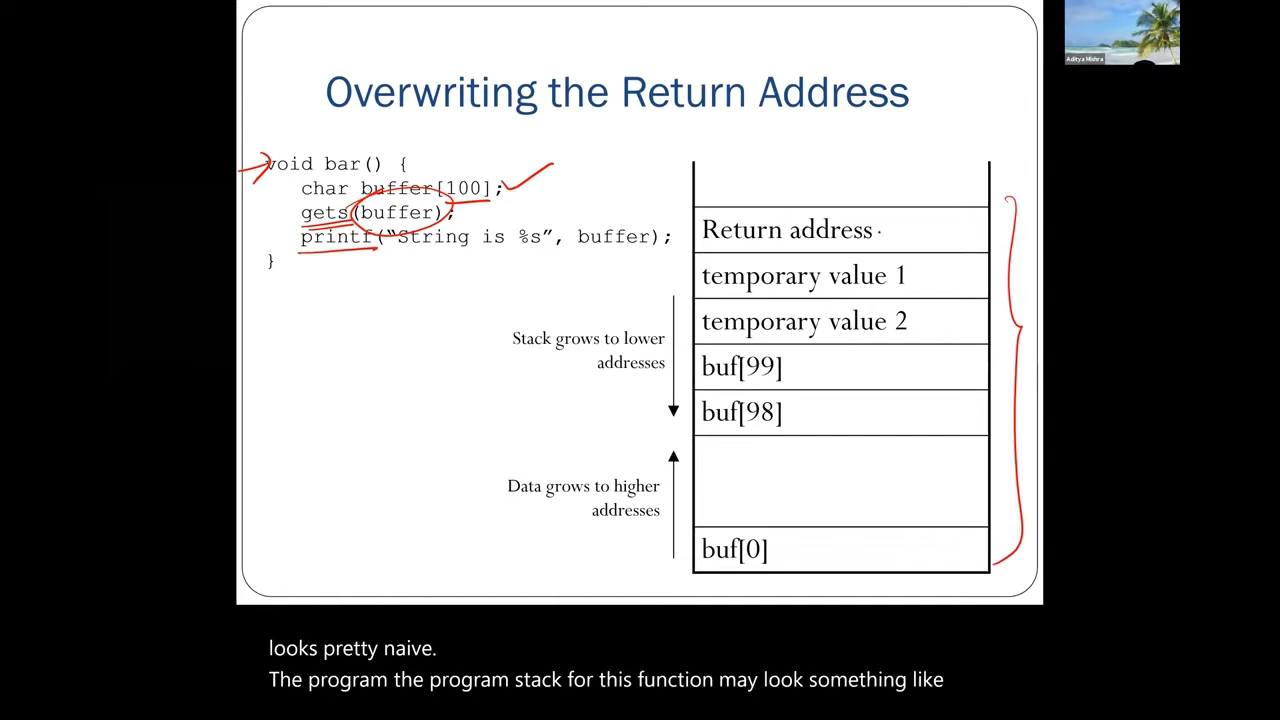 Aditya Mishra
Overwriting the Return Address
void bar() {
char buffer[100];
gets(buffer);
printf(“String is %s”, buffer);
}
Stack grows to lower
addresses
Data grows to higher
addresses
Return address
temporary value 1
temporary value 2
buf[99]
buf[98]
buf[0]
looks pretty naive.
The program the program stack for this function may look something like